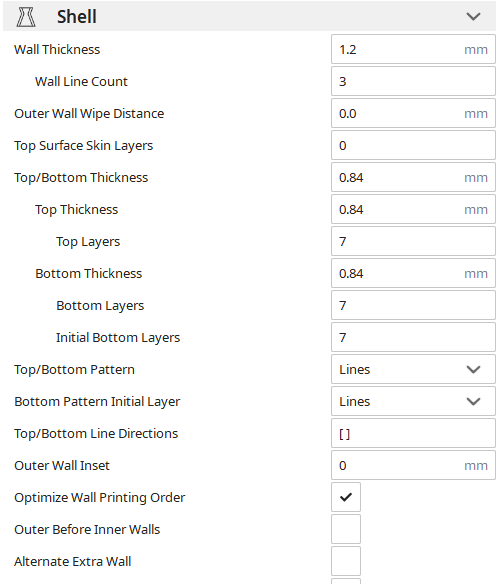 Shell
Wall Thickness 1.2 mm
Wall Line Count 3
Outer Wall Wipe Distance 0.0 mm
Top Surface Skin Layers 0
Top/Bottom Thickness 0.84 mm
Top Thickness 0.84 mm
Top Layers 7
Bottom Thickness 0.84 mm
Bottom Layers 7
Initial Bottom Layers 7
Top/Bottom Pattern Lines
Bottom Pattern Initial Layer Lines
Top/Bottom Line Directions [ ]
Outer Wall Inset 0 mm
Optimize Wall Printing Order
Outer Before Inner Walls
Alternate Extra Wall